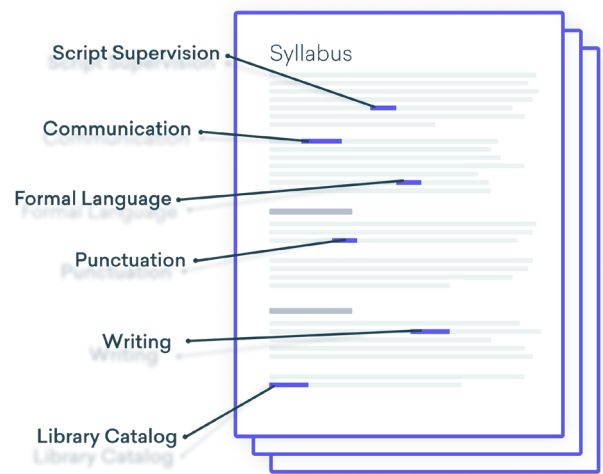 Syllabus
Script Supervision
Communication
Formal Language
Punctuation
Writing
Library Catalog